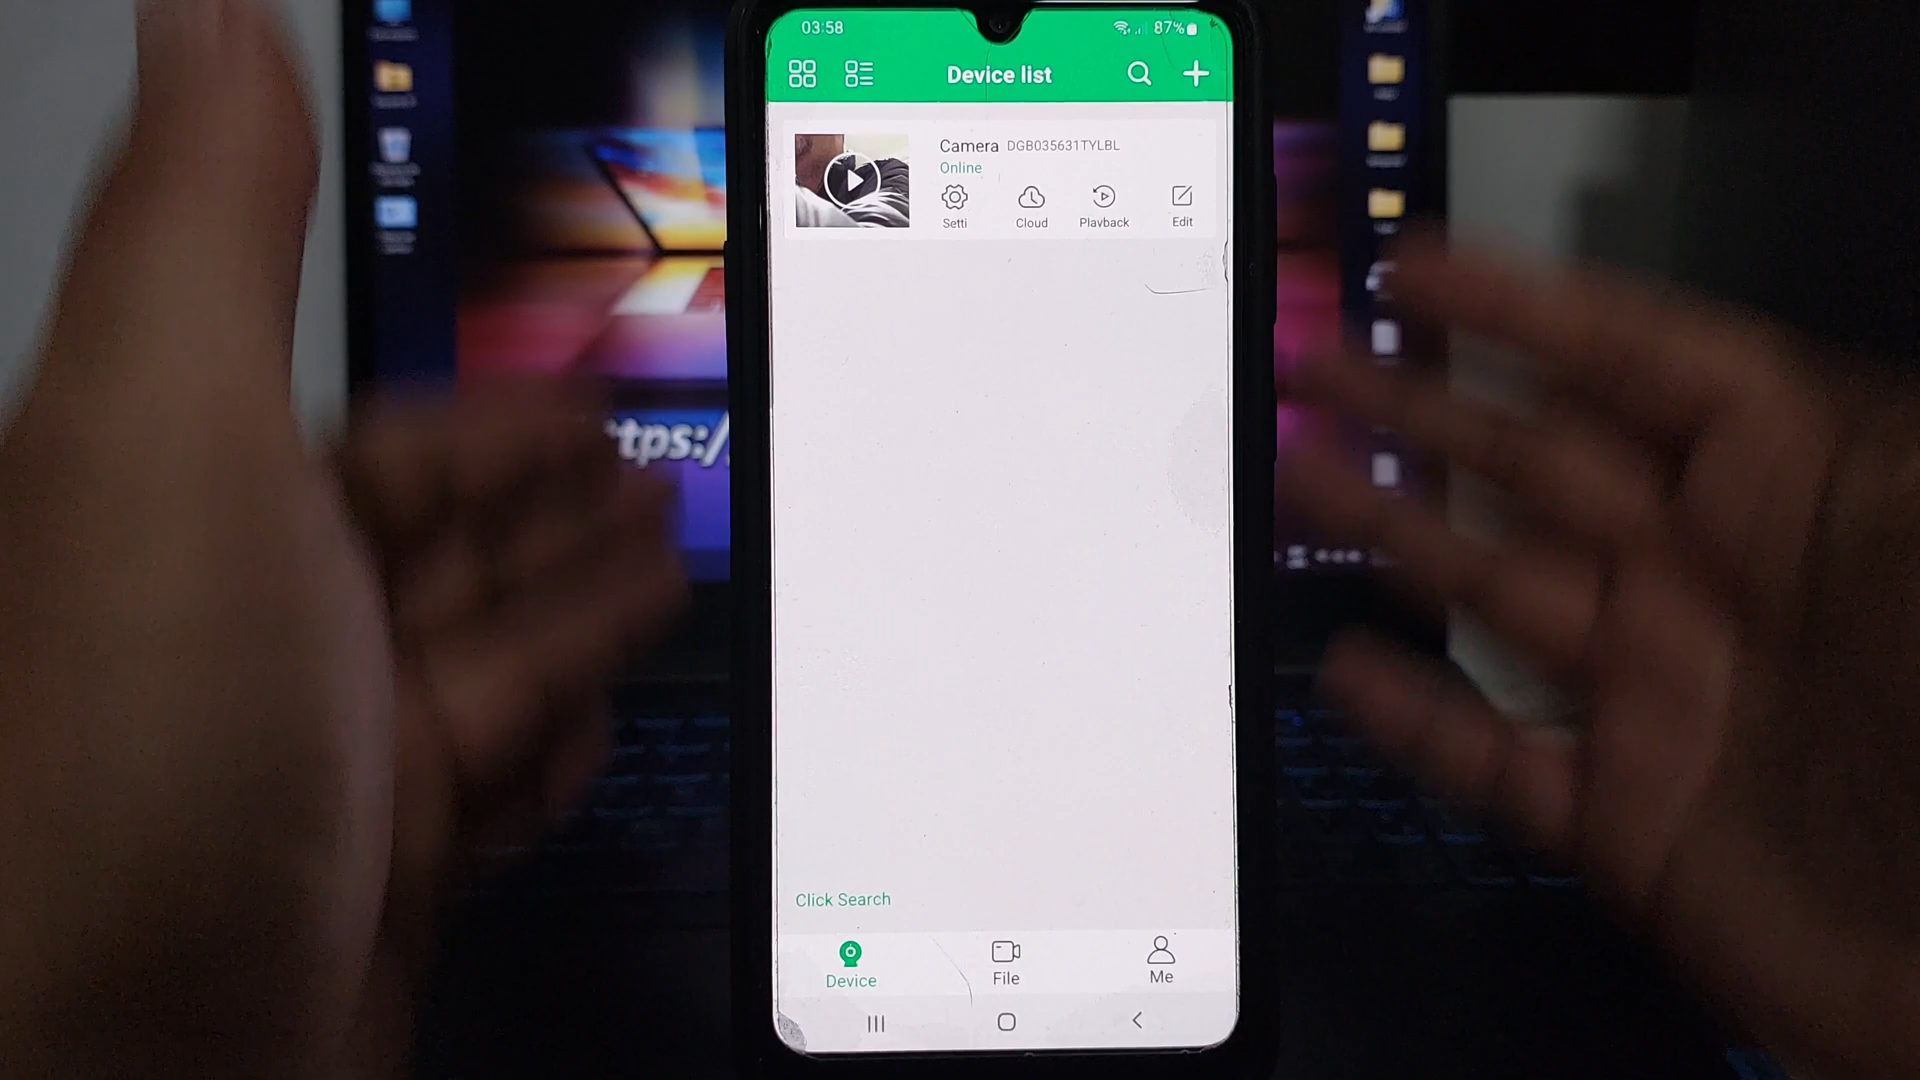 03:58
87%
Device list
Camera DGB035631TYLBL
Online
Setti Cloud Playback Edit
ttps:/
Click Search
Device File Me